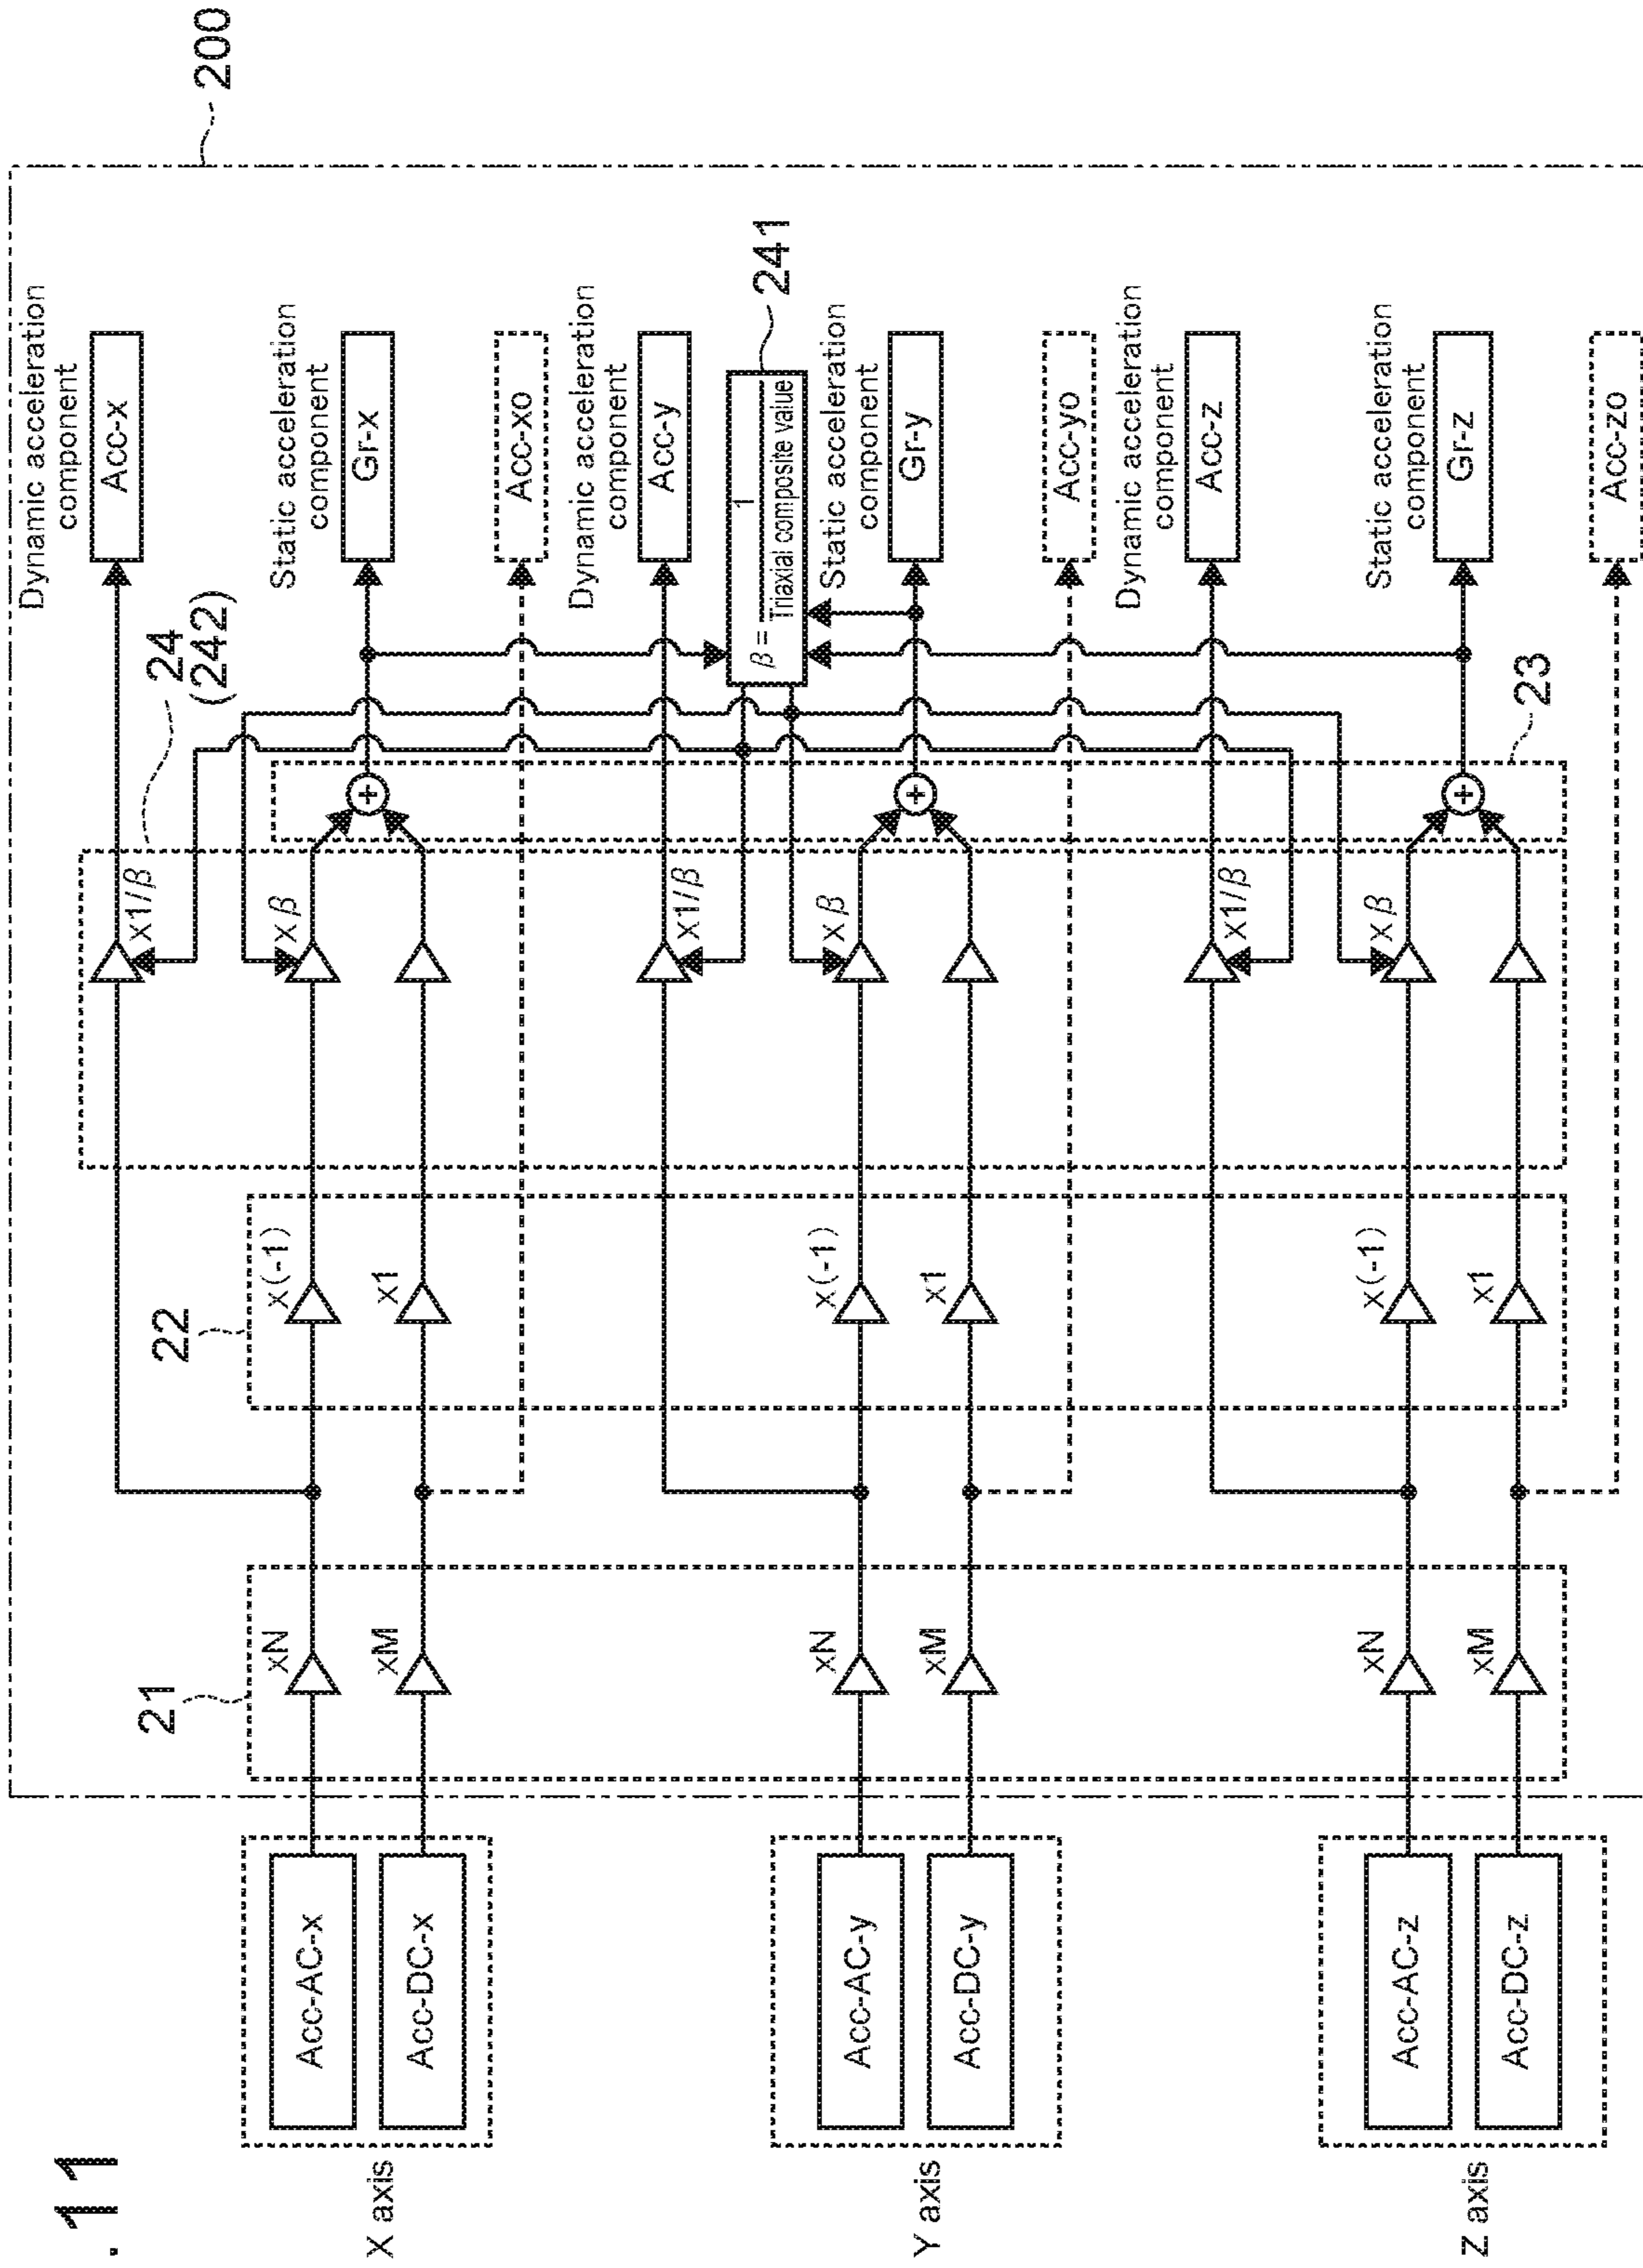 . 11
200
24
(242)
22
21
Dynamic acceleration
component
Acc-x
x1/β
Static acceleration
component
Gr-x
X axis
Acc-AC-x
xN
x(-1)
xβ
Acc-DC-x
xM
x1
Acc-xo
Dynamic acceleration
component
Acc-y
x1/β
241
β =
1
Triaxial composite value
Static acceleration
component
Gr-y
Y axis
Acc-AC-y
xN
x(-1)
xβ
Acc-DC-y
xM
x1
Acc-yo
Dynamic acceleration
component
Acc-z
x1/β
Static acceleration
component
Gr-z
Z axis
Acc-AC-z
xN
x(-1)
xβ
23
Acc-DC-z
xM
x1
Acc-zo